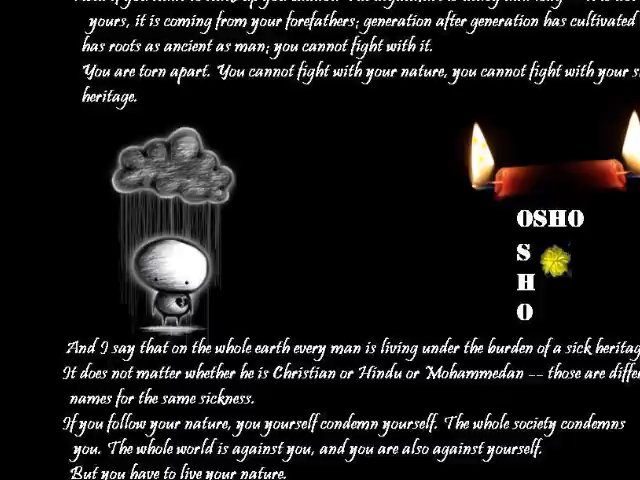 yours, it is coming from your forefathers; generation after generation has cultivated
has roots as ancient as man; you cannot fight with it.
You are torn apart. You cannot fight with your nature, you cannot fight with your
heritage.
OSHO
S
H
O
And I say that on the whole earth every man is living under the burden of a sick
It does not matter whether he is Christian or Hindu or Mohammedan -- those are
names for the same sickness.
If you follow your nature, you yourself condemn yourself. The whole society condemns
you. The whole world is against you, and you are also against yourself.
But you have to live your nature.